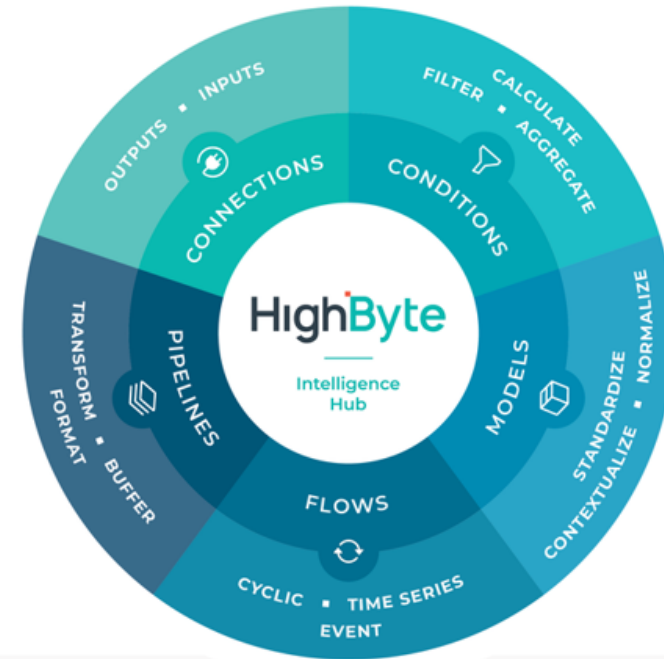 HighByte
Intelligence
Hub
CONNECTIONS
OUTPUTS ▪ INPUTS
CONDITIONS
CALCULATE
FILTER ▪ AGGREGATE
MODELS
STANDARDIZE
CONTEXTUALIZE ▪ NORMALIZE
FLOWS
CYCLIC ▪ TIME SERIES
EVENT
PIPELINES
TRANSFORM ▪ BUFFER
FORMAT